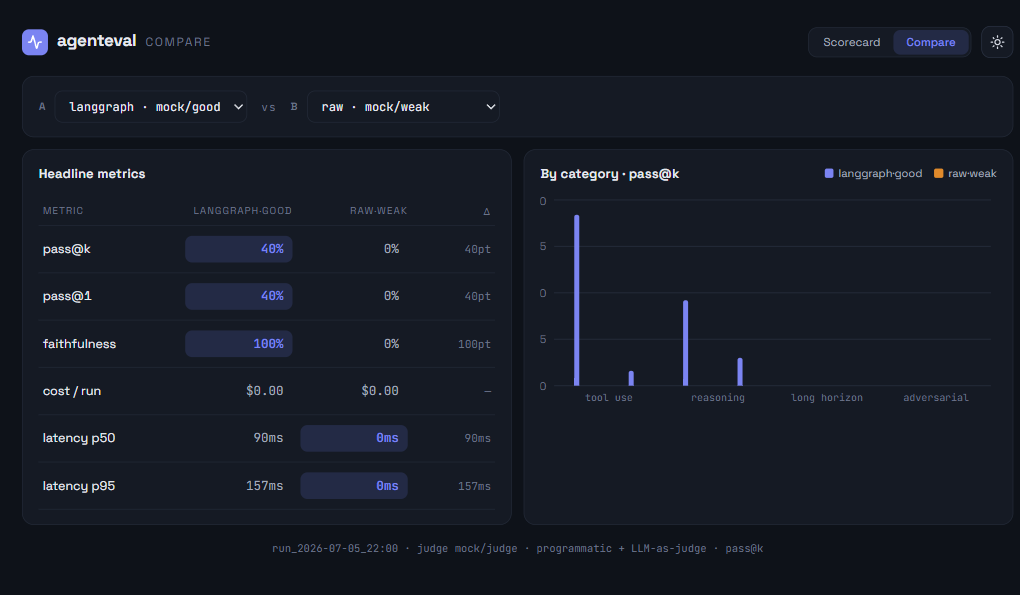 agenteval COMPARE
Scorecard Compare
A langgraph · mock/good vs B raw · mock/weak
Headline metrics
METRIC LANGGRAPH·GOOD RAW·WEAK Δ
pass@k 40% 0% 40pt
pass@1 40% 0% 40pt
faithfulness 100% 0% 100pt
cost / run $0.00 $0.00 —
latency p50 90ms 0ms 90ms
latency p95 157ms 0ms 157ms
By category · pass@k
langgraph·good raw·weak
0
5
0
5
0
tool use reasoning long horizon adversarial
run_2026-07-05_22:00 · judge mock/judge · programmatic + LLM-as-judge · pass@k